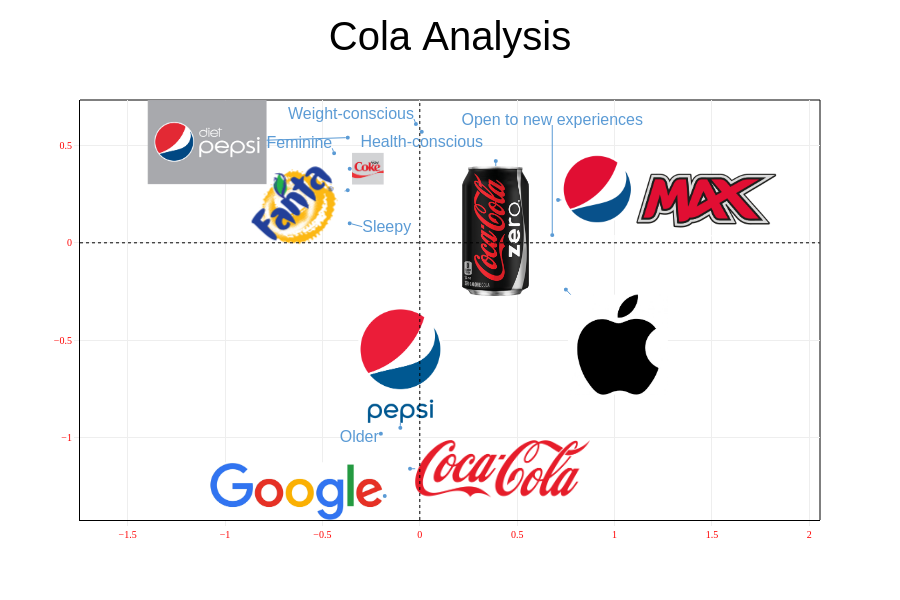 Cola Analysis
diet
pepsi
Weight-conscious
Open to new experiences
Feminine
Health-conscious
Coke
Fanta
Coca-Cola
zero
MAX
Sleepy
pepsi
Older
Google
Coca-Cola
0.5
0
−0.5
−1
−1.5
−1
−0.5
0
0.5
1
1.5
2